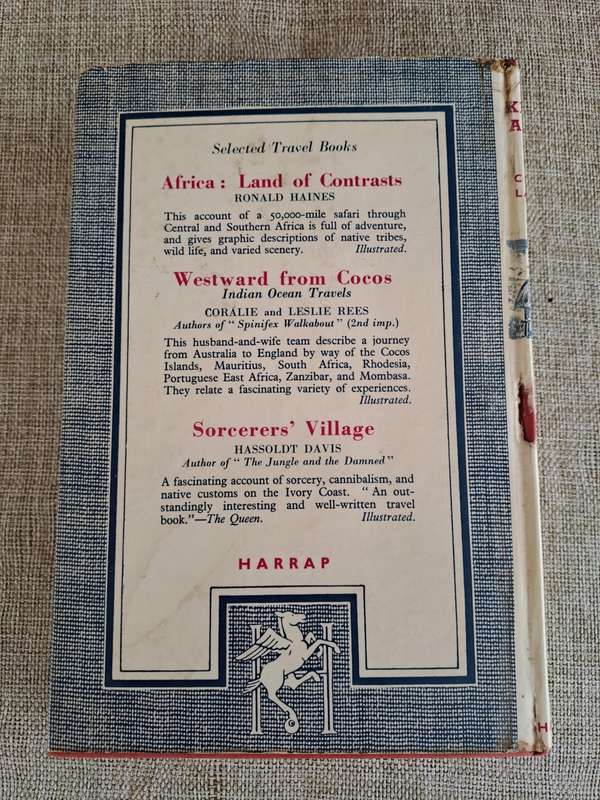 Selected Travel Books
Africa: Land of Contrasts
RONALD HAINES
This account of a 50,000-mile safari through
Central and Southern Africa is full of adventure,
and gives graphic descriptions of native tribes,
wild life, and varied scenery. Illustrated.
Westward from Cocos
Indian Ocean Travels
CORALIE and LESLIE REES
Authors of "Spinifex Walkabout" (2nd imp.)
This husband-and-wife team describe a journey
from Australia to England by way of the Cocos
Islands, Mauritius, South Africa, Rhodesia,
Portuguese East Africa, Zanzibar, and Mombasa.
They relate a fascinating variety of experiences.
Illustrated.
Sorcerers' Village
HASSOLDT DAVIS
Author of "The Jungle and the Damned"
A fascinating account of sorcery, cannibalism, and
native customs on the Ivory Coast. "An out-
standingly interesting and well-written travel
book."—The Queen. Illustrated.
HARRAP
H